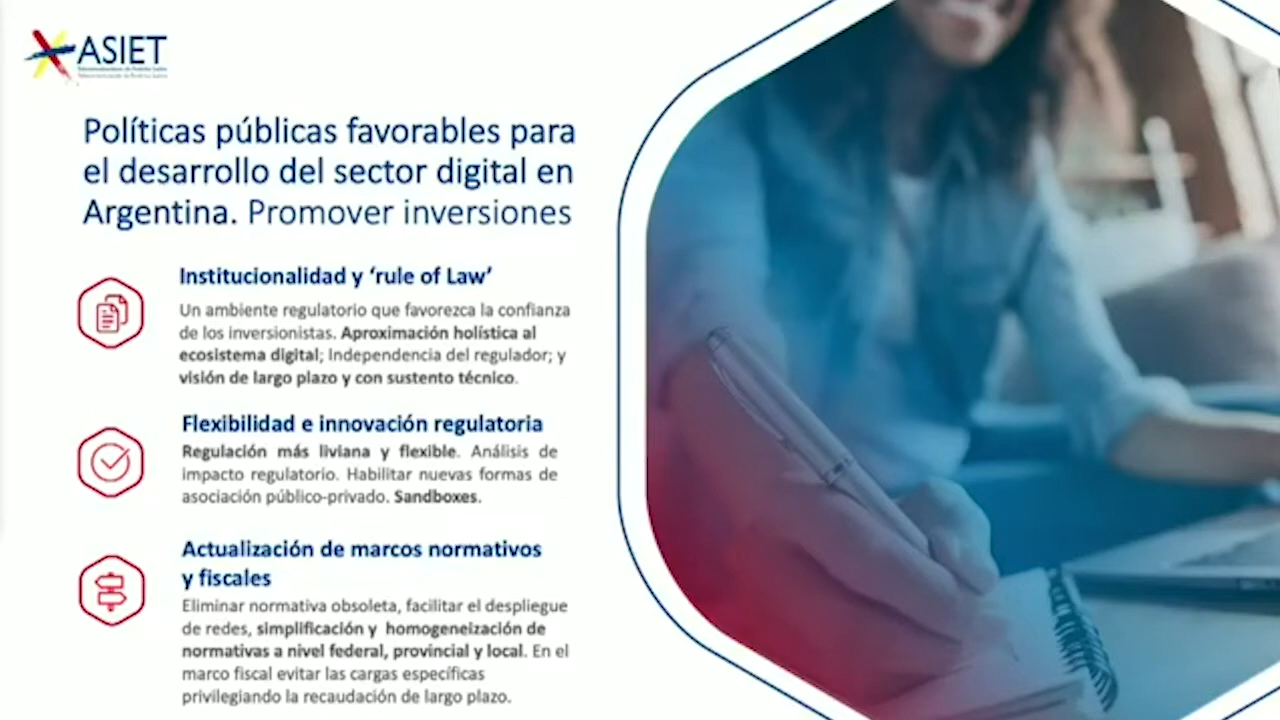 ASIET
Políticas públicas favorables para
el desarrollo del sector digital en
Argentina. Promover inversiones
Institucionalidad y ‘rule of Law’
Un ambiente regulatorio que favorezca la confianza
de los inversionistas. Aproximación holística al
ecosistema digital; Independencia del regulador; y
visión de largo plazo y con sustento técnico.
Flexibilidad e innovación regulatoria
Regulación más liviana y flexible. Análisis de
impacto regulatorio. Habilitar nuevas formas de
asociación público-privado. Sandboxes.
Actualización de marcos normativos
y fiscales
Eliminar normativa obsoleta, facilitar el despliegue
de redes, simplificación y homogeneización de
normativas a nivel federal, provincial y local. En el
marco fiscal evitar las cargas específicas
privilegiando la recaudación de largo plazo.